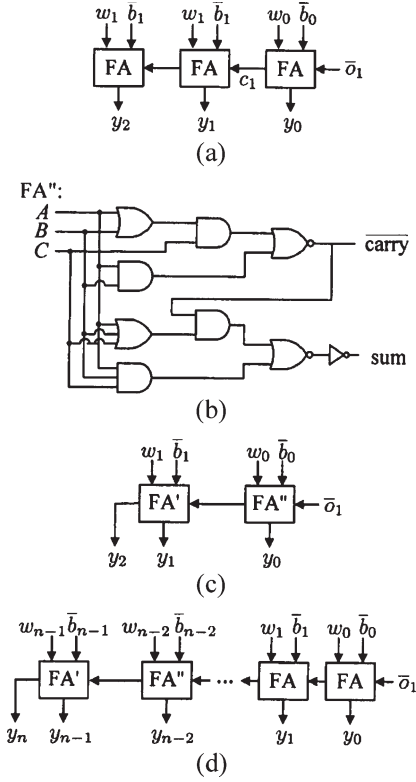 w₁ b̄₁ w₁ b̄₁ w₀ b̄₀
FA FA FA ō₁
c₁
y₂ y₁ y₀
(a)
FA":
A
B
C
c̅a̅r̅r̅y̅
sum
(b)
w₁ b̄₁ w₀ b̄₀
FA' FA" ō₁
y₂ y₁ y₀
(c)
wₙ₋₁ b̄ₙ₋₁ wₙ₋₂ b̄ₙ₋₂ w₁ b̄₁ w₀ b̄₀
FA' FA" ... FA FA ō₁
yₙ yₙ₋₁ yₙ₋₂ y₁ y₀
(d)